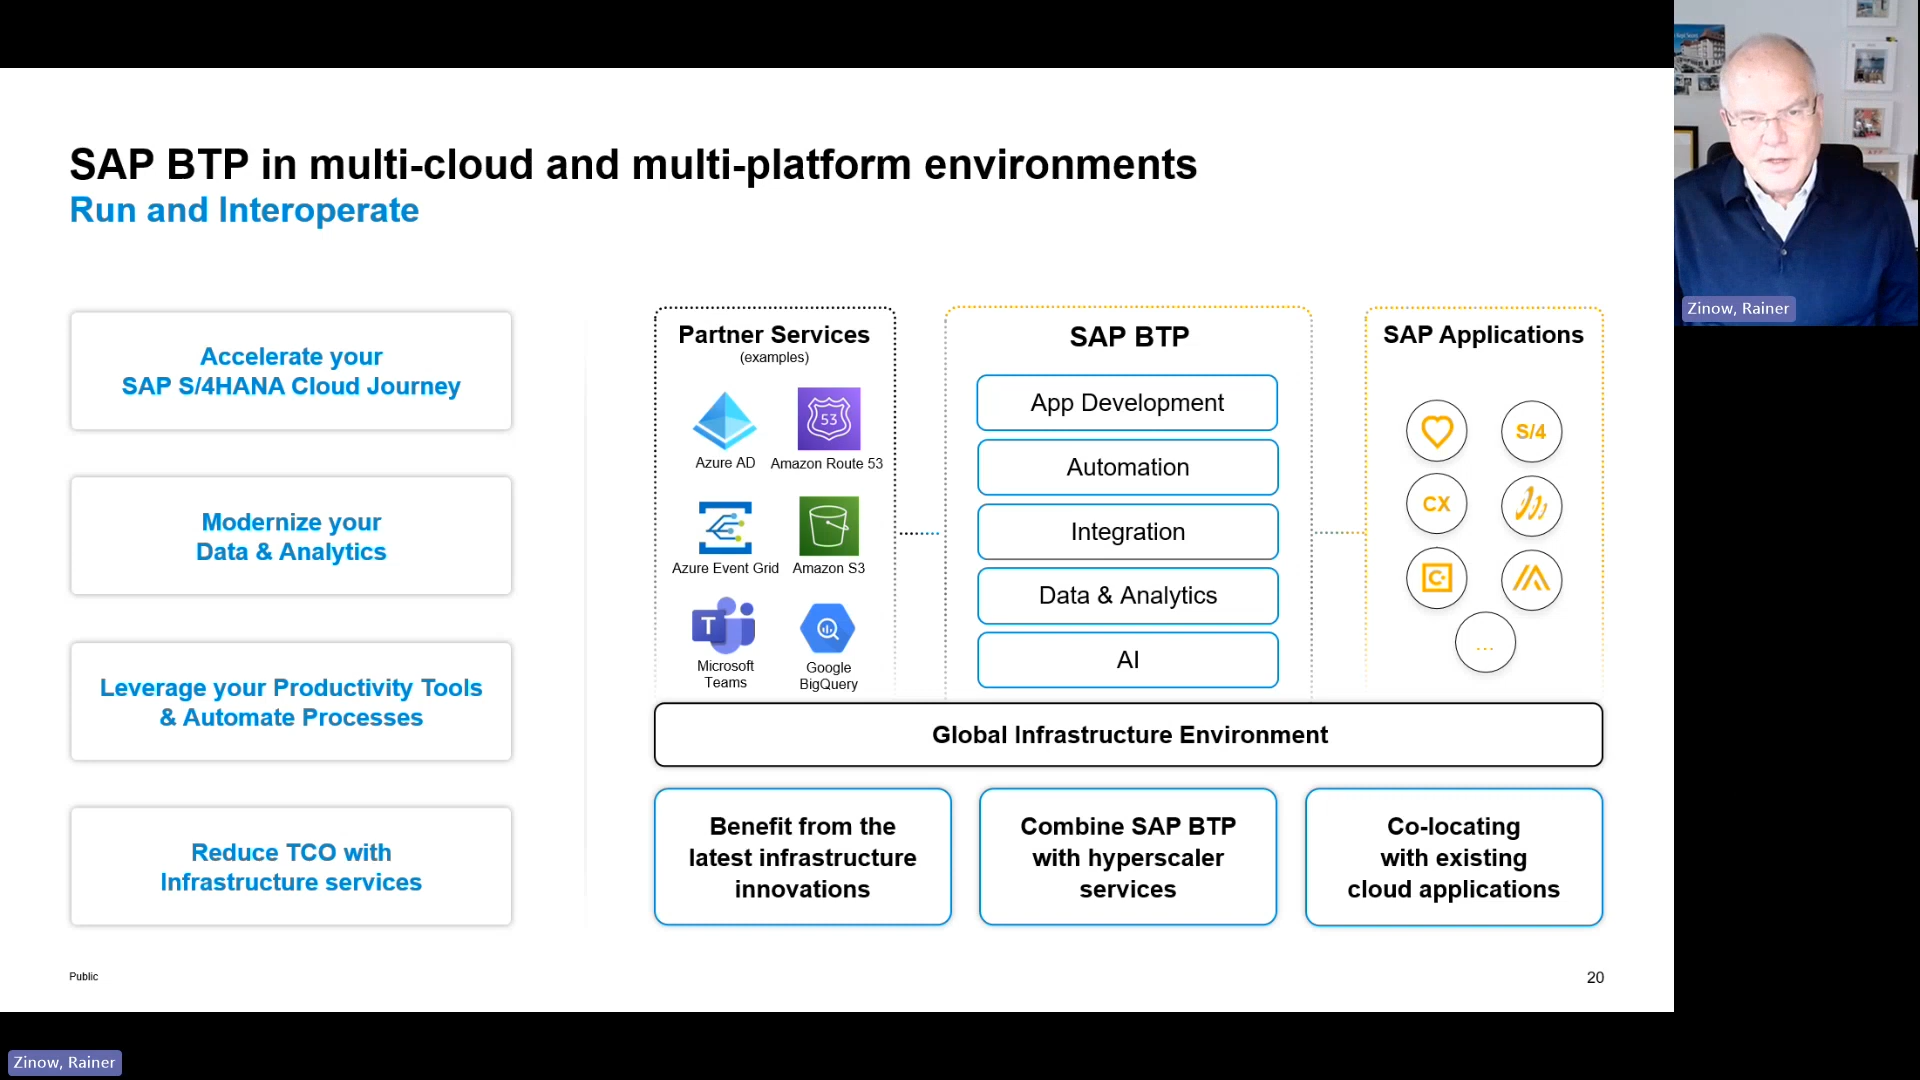 SAP BTP in multi-cloud and multi-platform environments
Run and Interoperate
Accelerate your
SAP S/4HANA Cloud Journey
Modernize your
Data & Analytics
Leverage your Productivity Tools
& Automate Processes
Reduce TCO with
Infrastructure services
Partner Services
(examples)
53
Azure AD
Amazon Route 53
Azure Event Grid
Amazon S3
T
Microsoft
Teams
Google
BigQuery
SAP BTP
App Development
Automation
Integration
Data & Analytics
AI
SAP Applications
S/4
CX
C
...
Global Infrastructure Environment
Benefit from the
latest infrastructure
innovations
Combine SAP BTP
with hyperscaler
services
Co-locating
with existing
cloud applications
Public
20
Zinow, Rainer
Zinow, Rainer